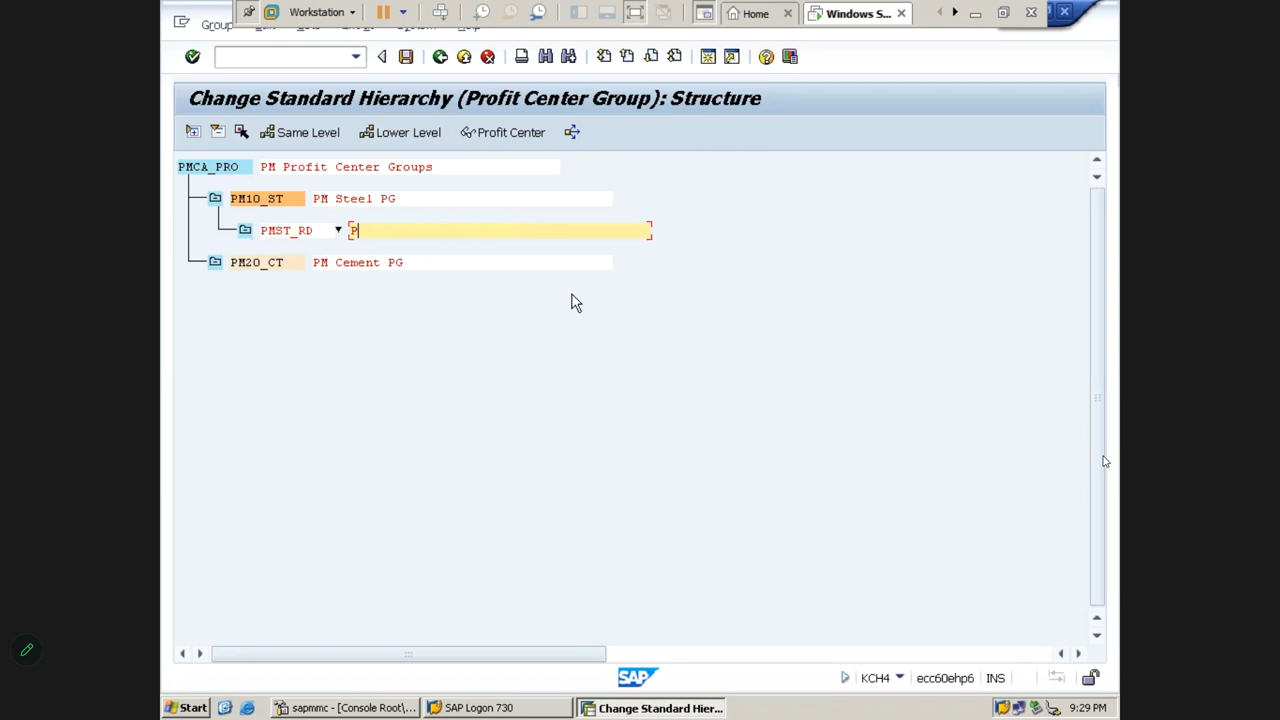 Workstation
Home
Windows S...
Group
Change Standard Hierarchy (Profit Center Group): Structure
Same Level
Lower Level
Profit Center
PMCA_PRO PM Profit Center Groups
PM10_ST PM Steel PG
PMST_RD P
PM20_CT PM Cement PG
SAP
KCH4
ecc60ehp6
INS
Start
sapmmc - [Console Root\...
SAP Logon 730
Change Standard Hier...
9:29 PM